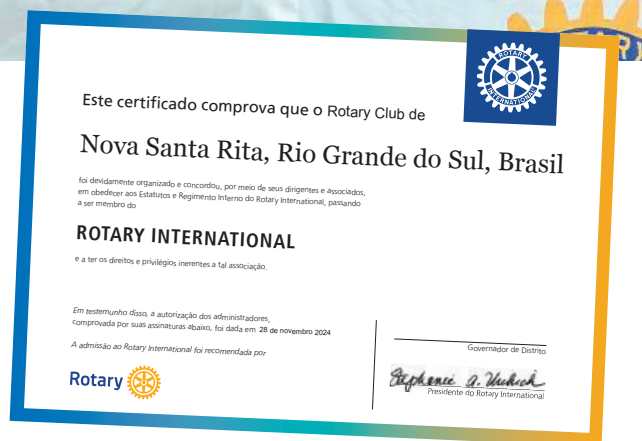 ROTARY
INTERNATIONAL
Este certificado comprova que o Rotary Club de
Nova Santa Rita, Rio Grande do Sul, Brasil
foi devidamente organizado e concordou, por meio de seus dirigentes e associados,
em obedecer aos Estatutos e Regimento Interno do Rotary International, passando
a ser membro do
ROTARY INTERNATIONAL
e a ter os direitos e privilégios inerentes a tal associação.
Em testemunho disso, a autorização dos administradores,
comprovada por suas assinaturas abaixo, foi dada em 28 de novembro 2024
A admissão ao Rotary International foi recomendada por
Rotary
Governador de Distrito
Stephanie A. Urchick
Presidente do Rotary International